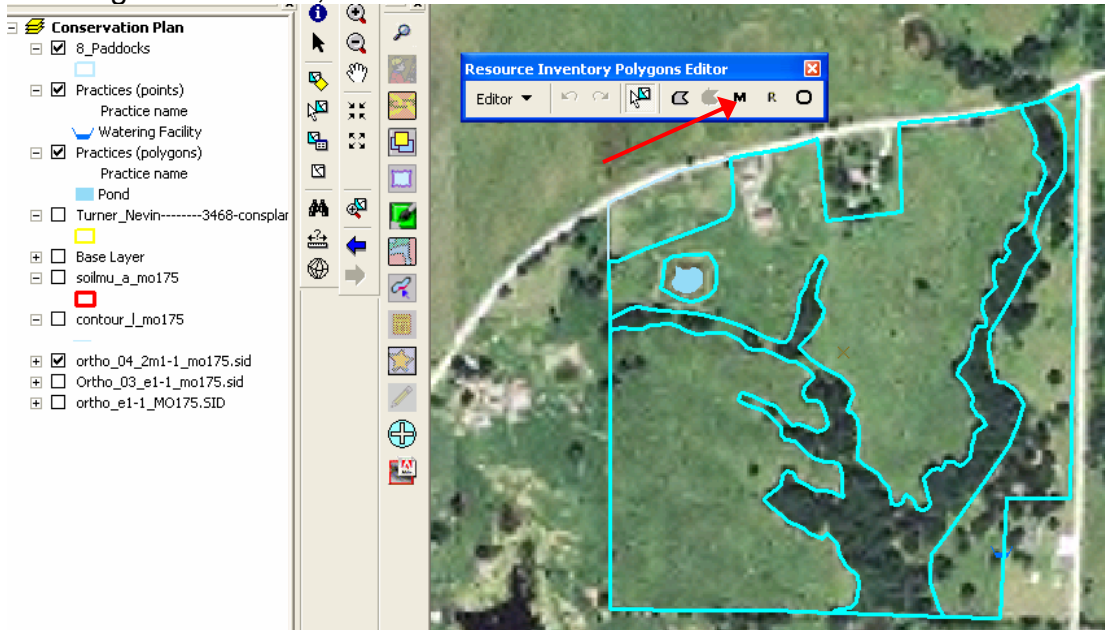 Conservation Plan
8_Paddocks
Practices (points)
Practice name
Watering Facility
Practices (polygons)
Practice name
Pond
Turner_Nevin--------3468-consplar
Base Layer
soilmu_a_mo175
contour_l_mo175
ortho_04_2m1-1_mo175.sid
Ortho_03_e1-1_mo175.sid
ortho_e1-1_MO175.SID
Resource Inventory Polygons Editor
Editor M R O